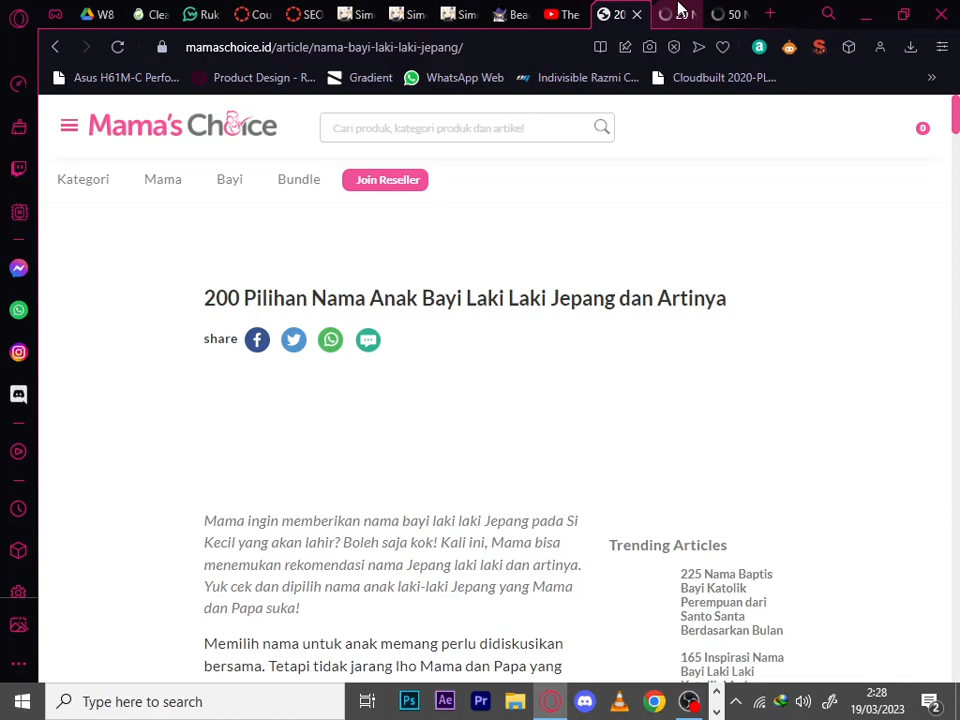 W8
Clea
Ruk
Cou
SEC
Sim
Sim
Sim
Bea
The
20
50 N
mamaschoice.id/article/nama-bayi-laki-laki-jepang/
Asus H61M-C Perfo...
Product Design - R...
Gradient
WhatsApp Web
Indivisible Razmi C...
Cloudbuilt 2020-PL...
»
Mama's Choice
Cari produk, kategori produk dan artikel
0
Kategori
Mama
Bayi
Bundle
Join Reseller
200 Pilihan Nama Anak Bayi Laki Laki Jepang dan Artinya
share
Mama ingin memberikan nama bayi laki laki Jepang pada Si
Kecil yang akan lahir? Boleh saja kok! Kali ini, Mama bisa
menemukan rekomendasi nama Jepang laki laki dan artinya.
Yuk cek dan dipilih nama anak laki-laki Jepang yang Mama
dan Papa suka!
Memilih nama untuk anak memang perlu didiskusikan
bersama. Tetapi tidak jarang lho Mama dan Papa yang
Trending Articles
225 Nama Baptis
Bayi Katolik
Perempuan dari
Santo Santa
Berdasarkan Bulan
165 Inspirasi Nama
Bayi Laki Laki
Type here to search
Ps
Ae
Pr
2:28
19/03/2023
2